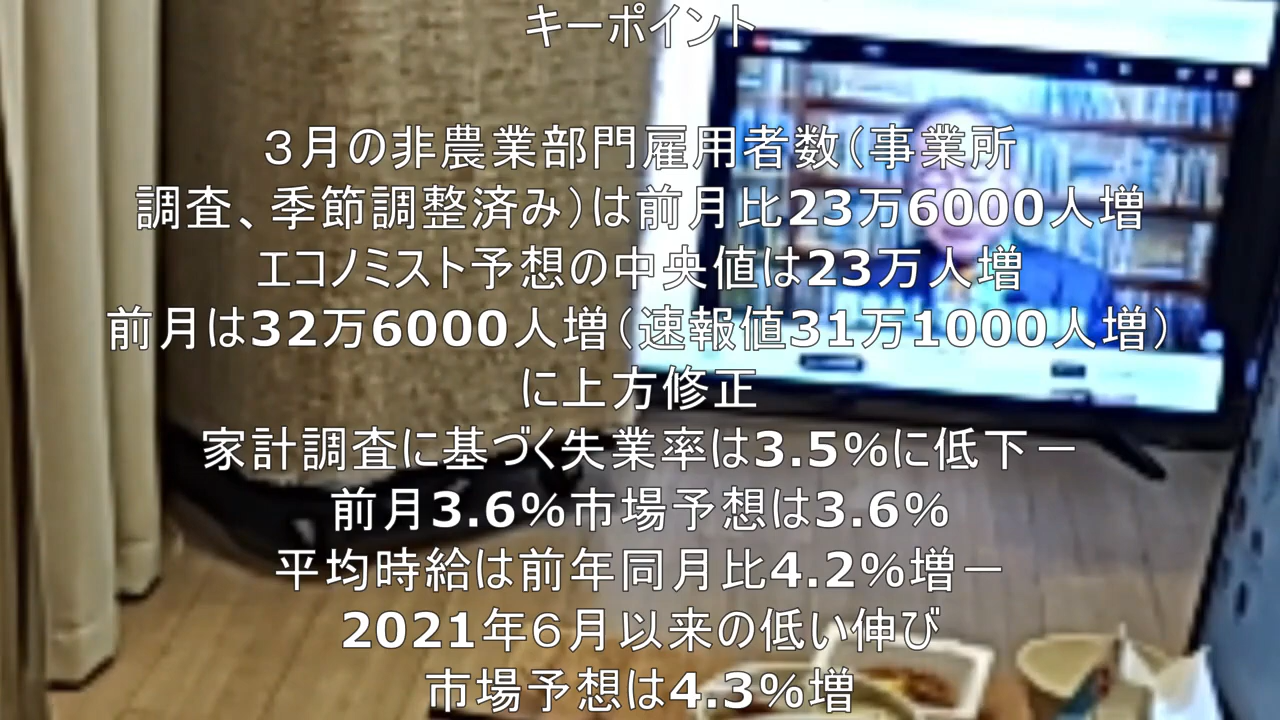 キーポイント
３月の非農業部門雇用者数（事業所
調査、季節調整済み）は前月比23万6000人増
エコノミスト予想の中央値は23万人増
前月は32万6000人増（速報値31万1000人増）
に上方修正
家計調査に基づく失業率は3.5％に低下－
前月3.6％市場予想は3.6％
平均時給は前年同月比4.2％増－
2021年６月以来の低い伸び
市場予想は4.3％増